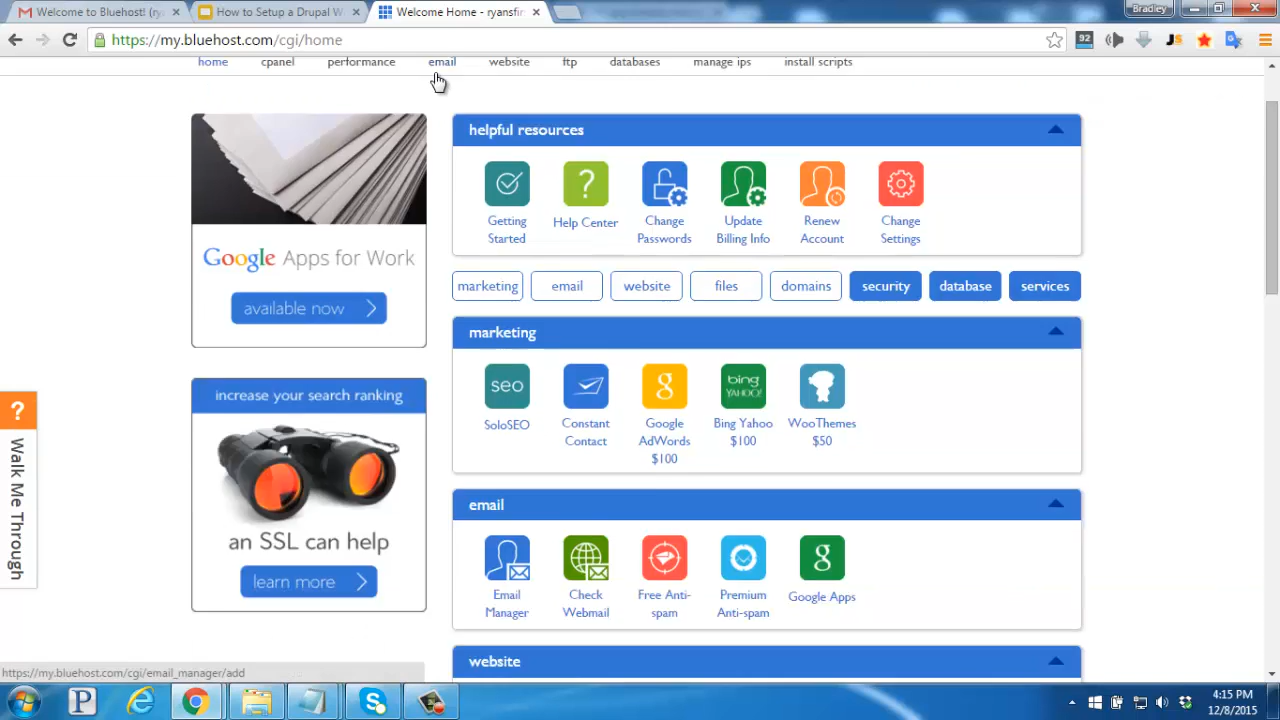 Welcome to Bluehost! (ry
How to Setup a Drupal W
Welcome Home - ryansfir
Bradley
https://my.bluehost.com/cgi/home
92
JS
home cpanel performance email website ftp databases manage ips install scripts
Google Apps for Work
available now
increase your search ranking
an SSL can help
learn more
helpful resources
?
Getting Started
Help Center
Change Passwords
Update Billing Info
Renew Account
Change Settings
marketing email website files domains security database services
marketing
seo
g
bing
YAHOO!
SoloSEO
Constant Contact
Google AdWords $100
Bing Yahoo $100
WooThemes $50
email
g
Email Manager
Check Webmail
Free Anti-spam
Premium Anti-spam
Google Apps
website
?
Walk Me Through
https://my.bluehost.com/cgi/email_manager/add
P
4:15 PM
12/8/2015